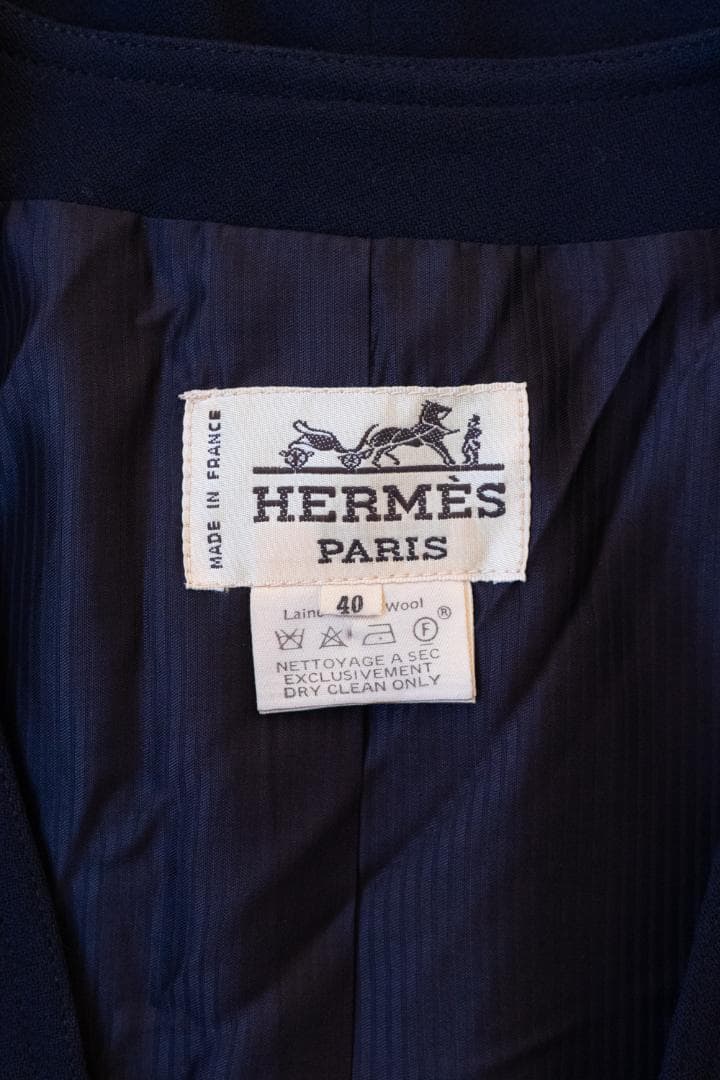 MADE IN FRANCE
HERMÈS
PARIS
40
Wool
F ®
NETTOYAGE A SEC
EXCLUSIVEMENT
DRY CLEAN ONLY